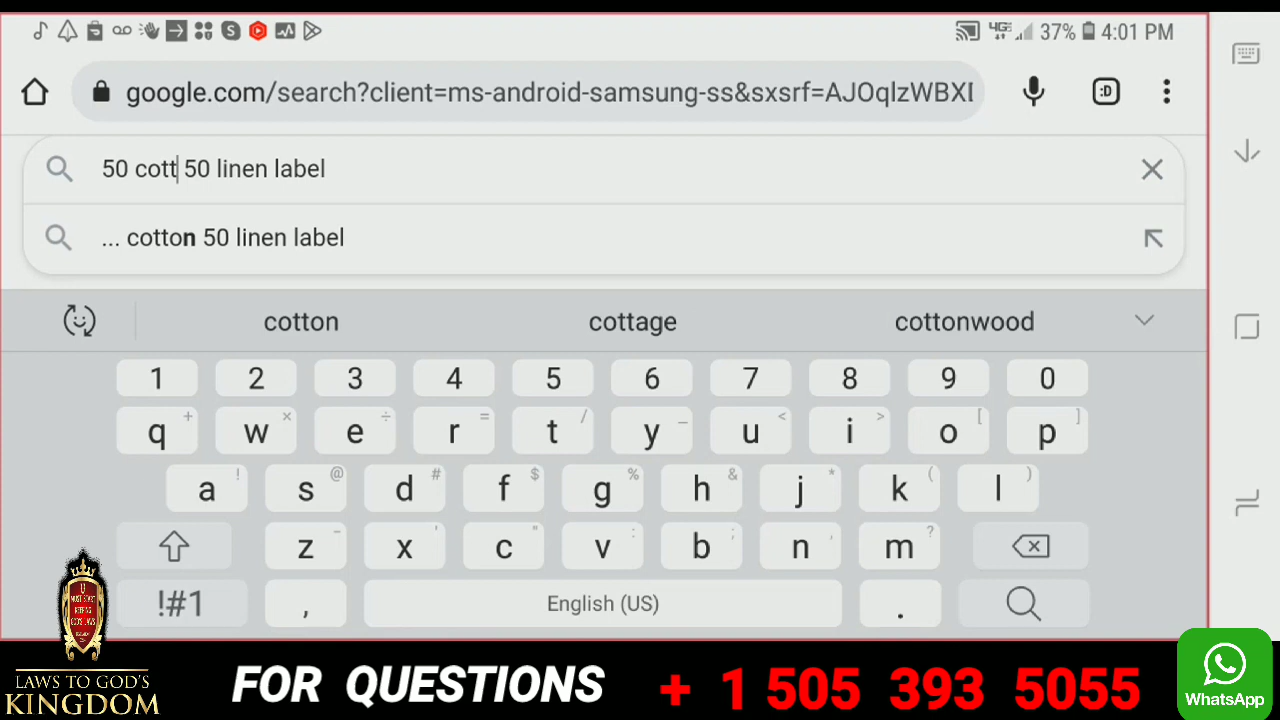 37% 4:01 PM
google.com/search?client=ms-android-samsung-ss&sxsrf=AJOqlzWBX
:D
50 cott 50 linen label
... cotton 50 linen label
cotton cottage cottonwood
1 2 3 4 5 6 7 8 9 0
q + w × e ÷ r = t / y _ u < i > o [ p ]
a ! s @ d # f $ g % h & j * k ( l )
z - x ' c " v : b ; n , m ?
!#1 , English (US) .
LAWS TO GOD'S
KINGDOM
FOR QUESTIONS + 1 505 393 5055
WhatsApp